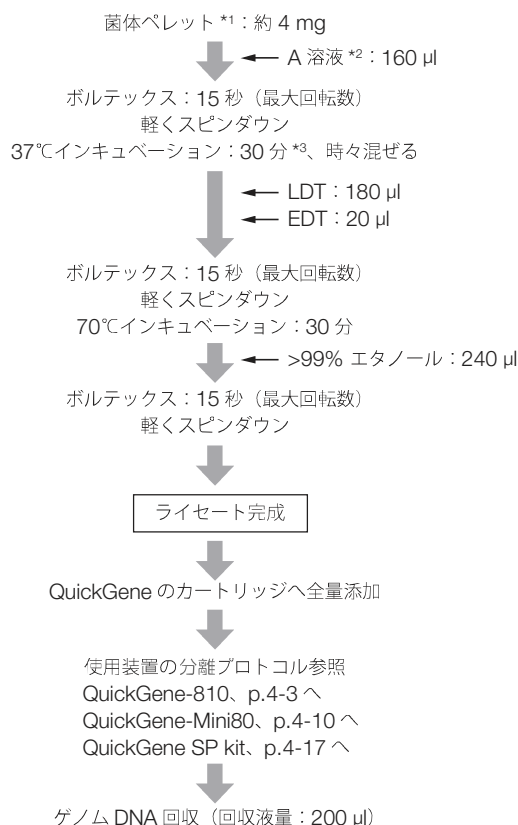 菌体ペレット *1：約 4 mg
A 溶液 *2：160 μl
ボルテックス：15 秒（最大回転数）
軽くスピンダウン
37℃インキュベーション：30 分 *3、時々混ぜる
LDT：180 μl
EDT：20 μl
ボルテックス：15 秒（最大回転数）
軽くスピンダウン
70℃インキュベーション：30 分
>99% エタノール：240 μl
ボルテックス：15 秒（最大回転数）
軽くスピンダウン
ライセート完成
QuickGene のカートリッジへ全量添加
使用装置の分離プロトコル参照
QuickGene-810、p.4-3 へ
QuickGene-Mini80、p.4-10 へ
QuickGene SP kit、p.4-17 へ
ゲノム DNA 回収（回収液量：200 μl）